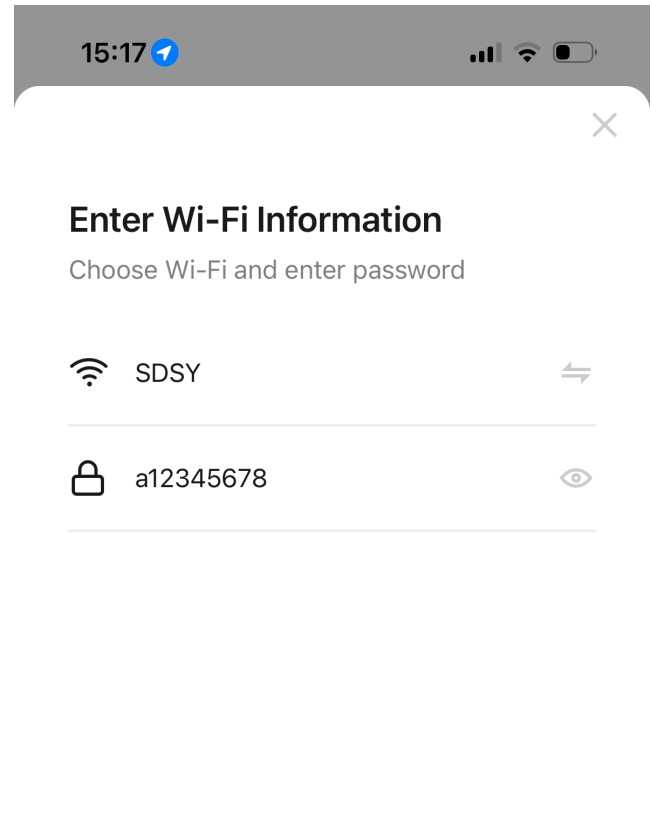 15:17
Enter Wi-Fi Information
Choose Wi-Fi and enter password
SDSY
a12345678